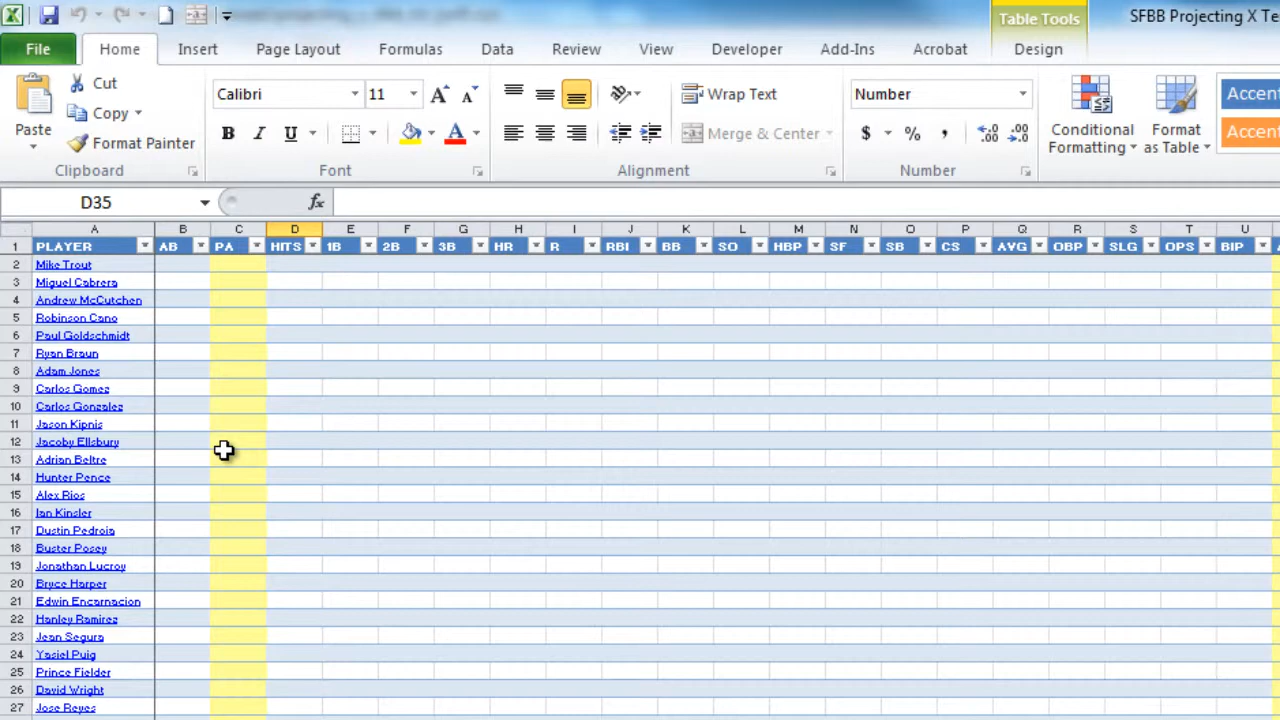 Table Tools
SFBB Projecting X Te
File Home Insert Page Layout Formulas Data Review View Developer Add-Ins Acrobat Design
Cut
Calibri 11 Wrap Text Number Accen
Copy
Paste Format Painter B I U Merge & Center $ % , .00 Conditional Formatting Format as Table Accen
Clipboard Font Alignment Number
D35 fx
A B C D E F G H I J K L M N O P Q R S T U
1 PLAYER AB PA HITS 1B 2B 3B HR R RBI BB SO HBP SF SB CS AVG OBP SLG OPS BIP
2 Mike Trout
3 Miguel Cabrera
4 Andrew McCutchen
5 Robinson Cano
6 Paul Goldschmidt
7 Ryan Braun
8 Adam Jones
9 Carlos Gomez
10 Carlos Gonzalez
11 Jason Kipnis
12 Jacoby Ellsbury
13 Adrian Beltre
14 Hunter Pence
15 Alex Rios
16 Ian Kinsler
17 Dustin Pedroia
18 Buster Posey
19 Jonathan Lucroy
20 Bryce Harper
21 Edwin Encarnacion
22 Hanley Ramirez
23 Jean Segura
24 Yasiel Puig
25 Prince Fielder
26 David Wright
27 Jose Reyes